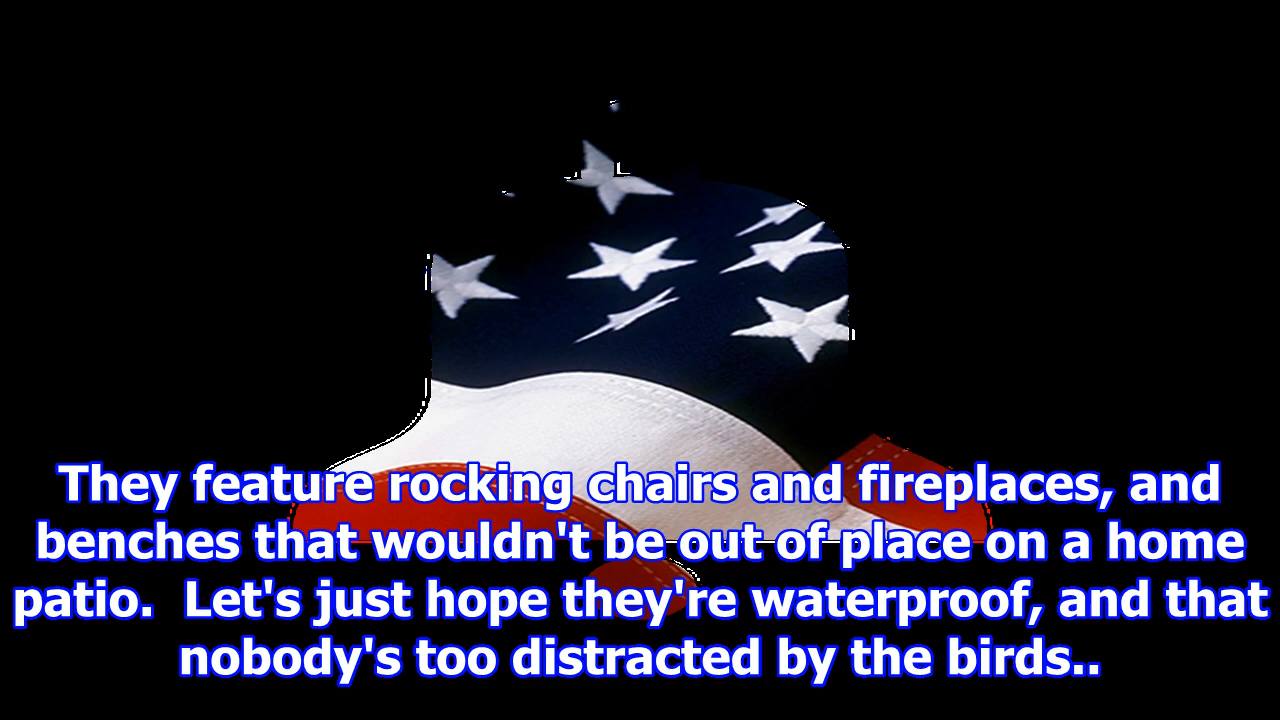 They feature rocking chairs and fireplaces, and
benches that wouldn't be out of place on a home
patio.  Let's just hope they're waterproof, and that
nobody's too distracted by the birds..